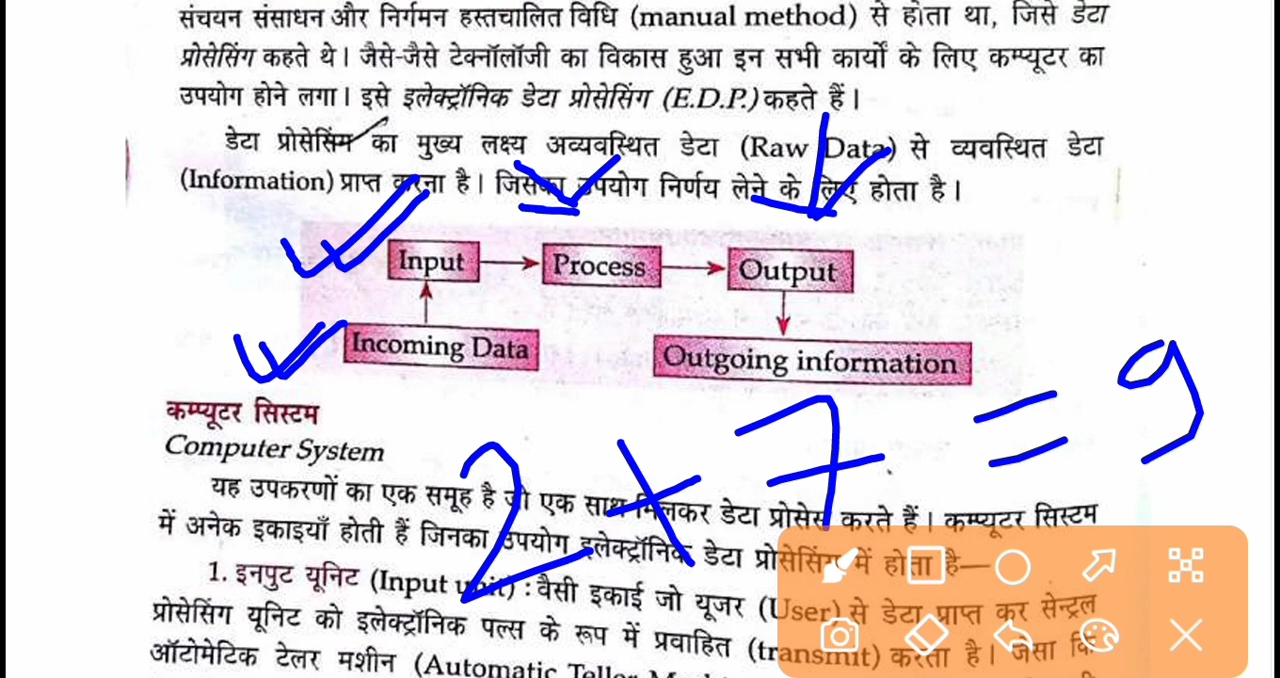 संचयन संसाधन और निर्गमन हस्तचालित विधि (manual method) से होता था, जिसे डेटा
प्रोसेसिंग कहते थे। जैसे-जैसे टेक्नॉलॉजी का विकास हुआ इन सभी कार्यों के लिए कम्प्यूटर का
उपयोग होने लगा। इसे इलेक्ट्रॉनिक डेटा प्रोसेसिंग (E.D.P.) कहते हैं।
डेटा प्रोसेसिंग का मुख्य लक्ष्य अव्यवस्थित डेटा (Raw Data) से व्यवस्थित डेटा
(Information) प्राप्त करना है। जिसका उपयोग निर्णय लेने के लिए होता है।
Input Process Output
Incoming Data Outgoing information
2 + 7 = 9
कम्प्यूटर सिस्टम
Computer System
यह उपकरणों का एक समूह है जो एक साथ मिलकर डेटा प्रोसेस करते हैं। कम्प्यूटर सिस्टम
में अनेक इकाइयाँ होती हैं जिनका उपयोग इलेक्ट्रॉनिक डेटा प्रोसेसिंग में होता है—
1. इनपुट यूनिट (Input unit) : वैसी इकाई जो यूजर (User) से डेटा प्राप्त कर सेन्ट्रल
प्रोसेसिंग यूनिट को इलेक्ट्रॉनिक पल्स के रूप में प्रवाहित (transmit) करता है। जैसा कि
ऑटोमेटिक टेलर मशीन (Automatic Teller